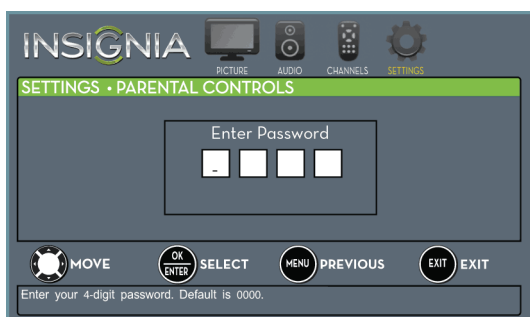 INSIGNIA
PICTURE AUDIO CHANNELS SETTINGS
SETTINGS • PARENTAL CONTROLS
Enter Password
-
MOVE OK ENTER SELECT MENU PREVIOUS EXIT EXIT
Enter your 4-digit password. Default is 0000.